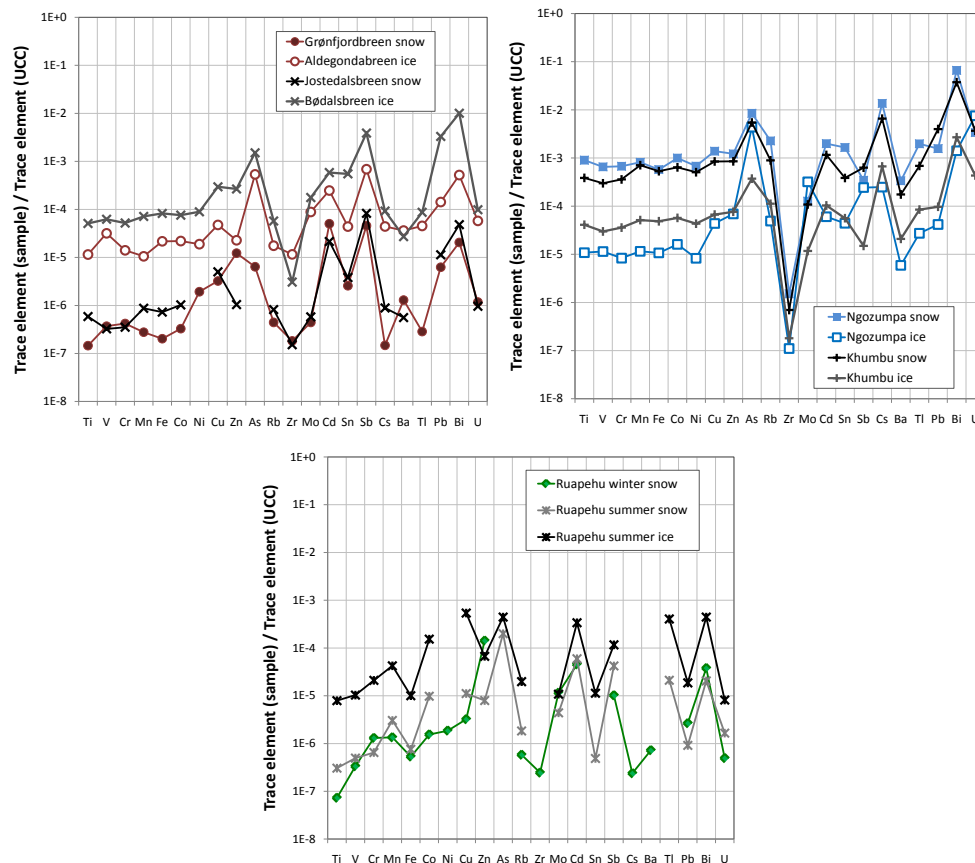 Trace element (sample) / Trace element (UCC)
1E+0
1E-1
1E-2
1E-3
1E-4
1E-5
1E-6
1E-7
1E-8
Grønfjordbreen snow
Aldegondabreen ice
Jostedalsbreen snow
Bødalsbreen ice
Ti V Cr Mn Fe Co Ni Cu Zn As Rb Zr Mo Cd Sn Sb Cs Ba Tl Pb Bi U
Trace element (sample) / Trace element (UCC)
1E+0
1E-1
1E-2
1E-3
1E-4
1E-5
1E-6
1E-7
1E-8
Ngozumpa snow
Ngozumpa ice
Khumbu snow
Khumbu ice
Ti V Cr Mn Fe Co Ni Cu Zn As Rb Zr Mo Cd Sn Sb Cs Ba Tl Pb Bi U
Trace element (sample) / Trace element (UCC)
1E+0
1E-1
1E-2
1E-3
1E-4
1E-5
1E-6
1E-7
1E-8
Ruapehu winter snow
Ruapehu summer snow
Ruapehu summer ice
Ti V Cr Mn Fe Co Ni Cu Zn As Rb Zr Mo Cd Sn Sb Cs Ba Tl Pb Bi U